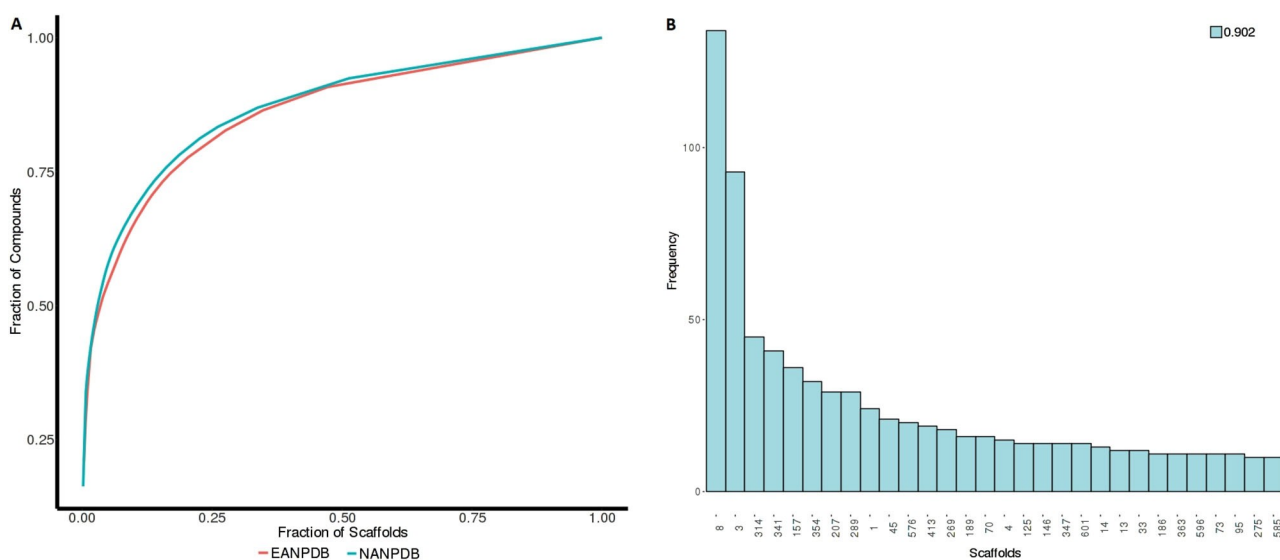 A
1.00
0.75
0.50
0.25
Fraction of Compounds
0.00 0.25 0.50 0.75 1.00
Fraction of Scaffolds
EANPDB NANPDB
B
0.902
100
50
0
Frequency
8 3 314 341 157 354 207 289 1 45 576 413 269 189 70 4 125 146 347 601 14 13 33 186 363 596 73 95 275 585
Scaffolds